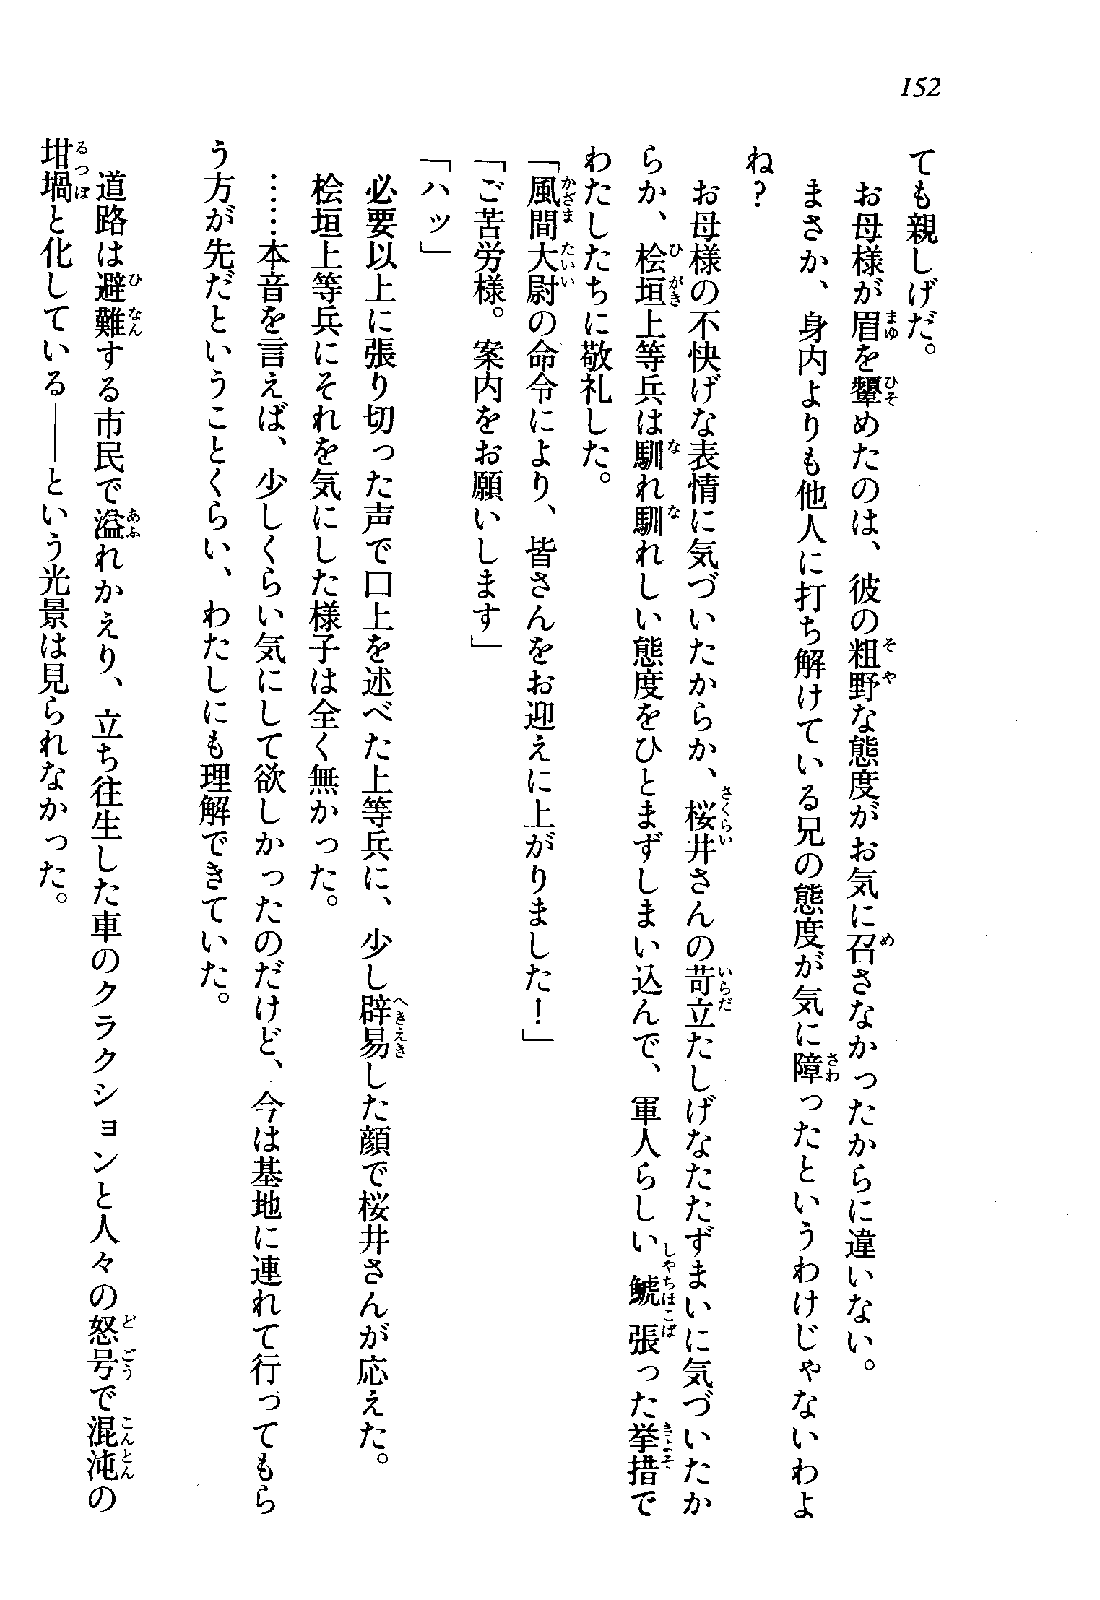 152
ても親しげだ。
お母様が眉を顰めたのは、彼の粗野な態度がお気に召さなかったからに違いない。
まさか、身内よりも他人に打ち解けている兄の態度が気に障ったというわけじゃないわよ
ね？
お母様の不快げな表情に気づいたからか、桜井さんの苛立たしげなたたずまいに気づいたか
らか、桧垣上等兵は馴れ馴れしい態度をひとまずしまい込んで、軍人らしい鯱張った挙措で
わたしたちに敬礼した。
「風間大尉の命令により、皆さんをお迎えに上がりました！」
「ご苦労様。案内をお願いします」
「ハッ」
必要以上に張り切った声で口上を述べた上等兵に、少し辟易した顔で桜井さんが応えた。
桧垣上等兵にそれを気にした様子は全く無かった。
……本音を言えば、少しくらい気にして欲しかったのだけど、今は基地に連れて行ってもら
う方が先だということくらい、わたしにも理解できていた。
道路は避難する市民で溢れかえり、立ち往生した車のクラクションと人々の怒号で混沌の
坩堝と化している――という光景は見られなかった。